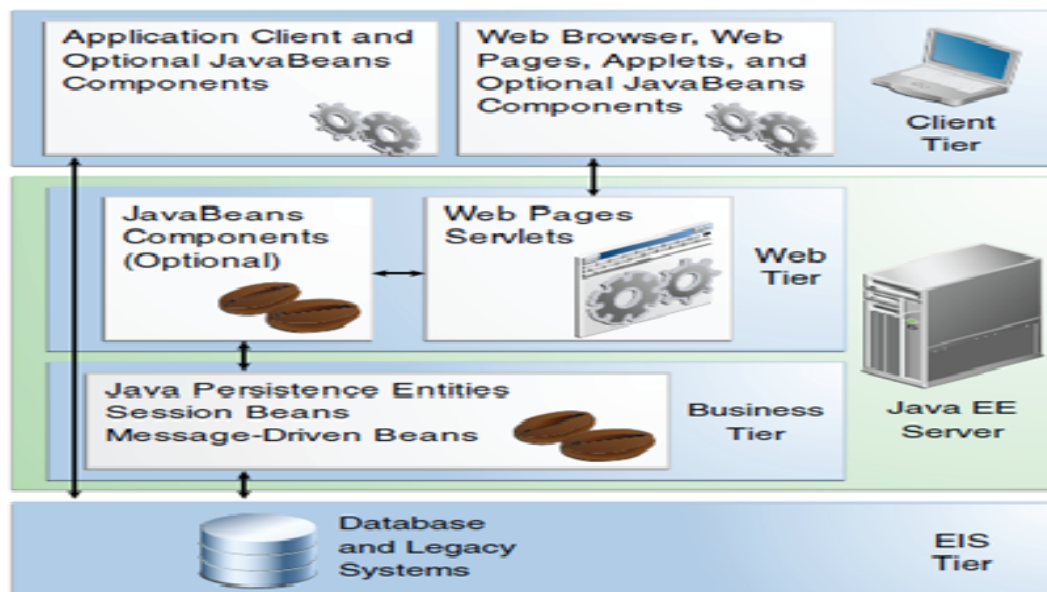 Application Client and
Optional JavaBeans
Components
Web Browser, Web
Pages, Applets, and
Optional JavaBeans
Components
Client
Tier
JavaBeans
Components
(Optional)
Web Pages
Servlets
Web
Tier
Java Persistence Entities
Session Beans
Message-Driven Beans
Business
Tier
Java EE
Server
Database
and Legacy
Systems
EIS
Tier